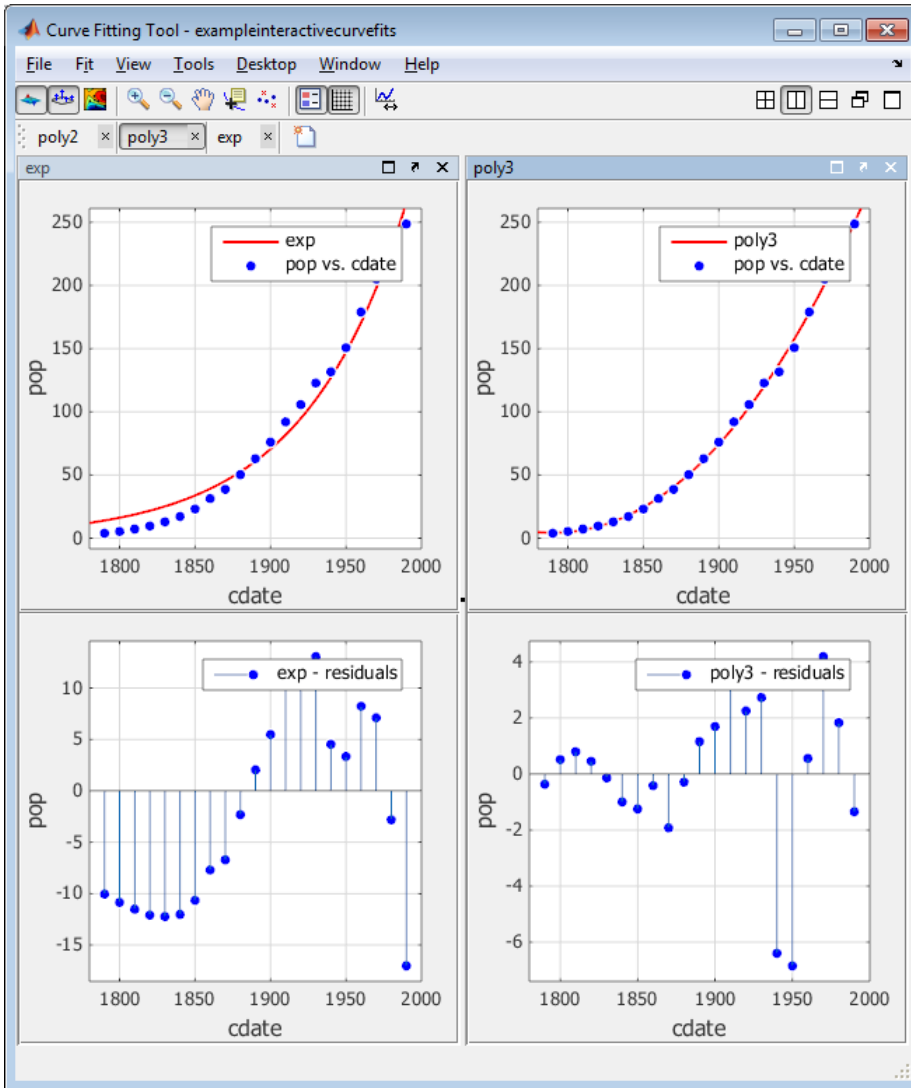 Curve Fitting Tool - exampleinteractivecurvefits
File Fit View Tools Desktop Window Help
poly2 poly3 exp
exp
250
200
150
100
50
0
pop
exp
pop vs. cdate
1800 1850 1900 1950 2000
cdate
poly3
250
200
150
100
50
0
pop
poly3
pop vs. cdate
1800 1850 1900 1950 2000
cdate
10
5
0
-5
-10
-15
pop
exp - residuals
1800 1850 1900 1950 2000
cdate
4
2
0
-2
-4
-6
pop
poly3 - residuals
1800 1850 1900 1950 2000
cdate